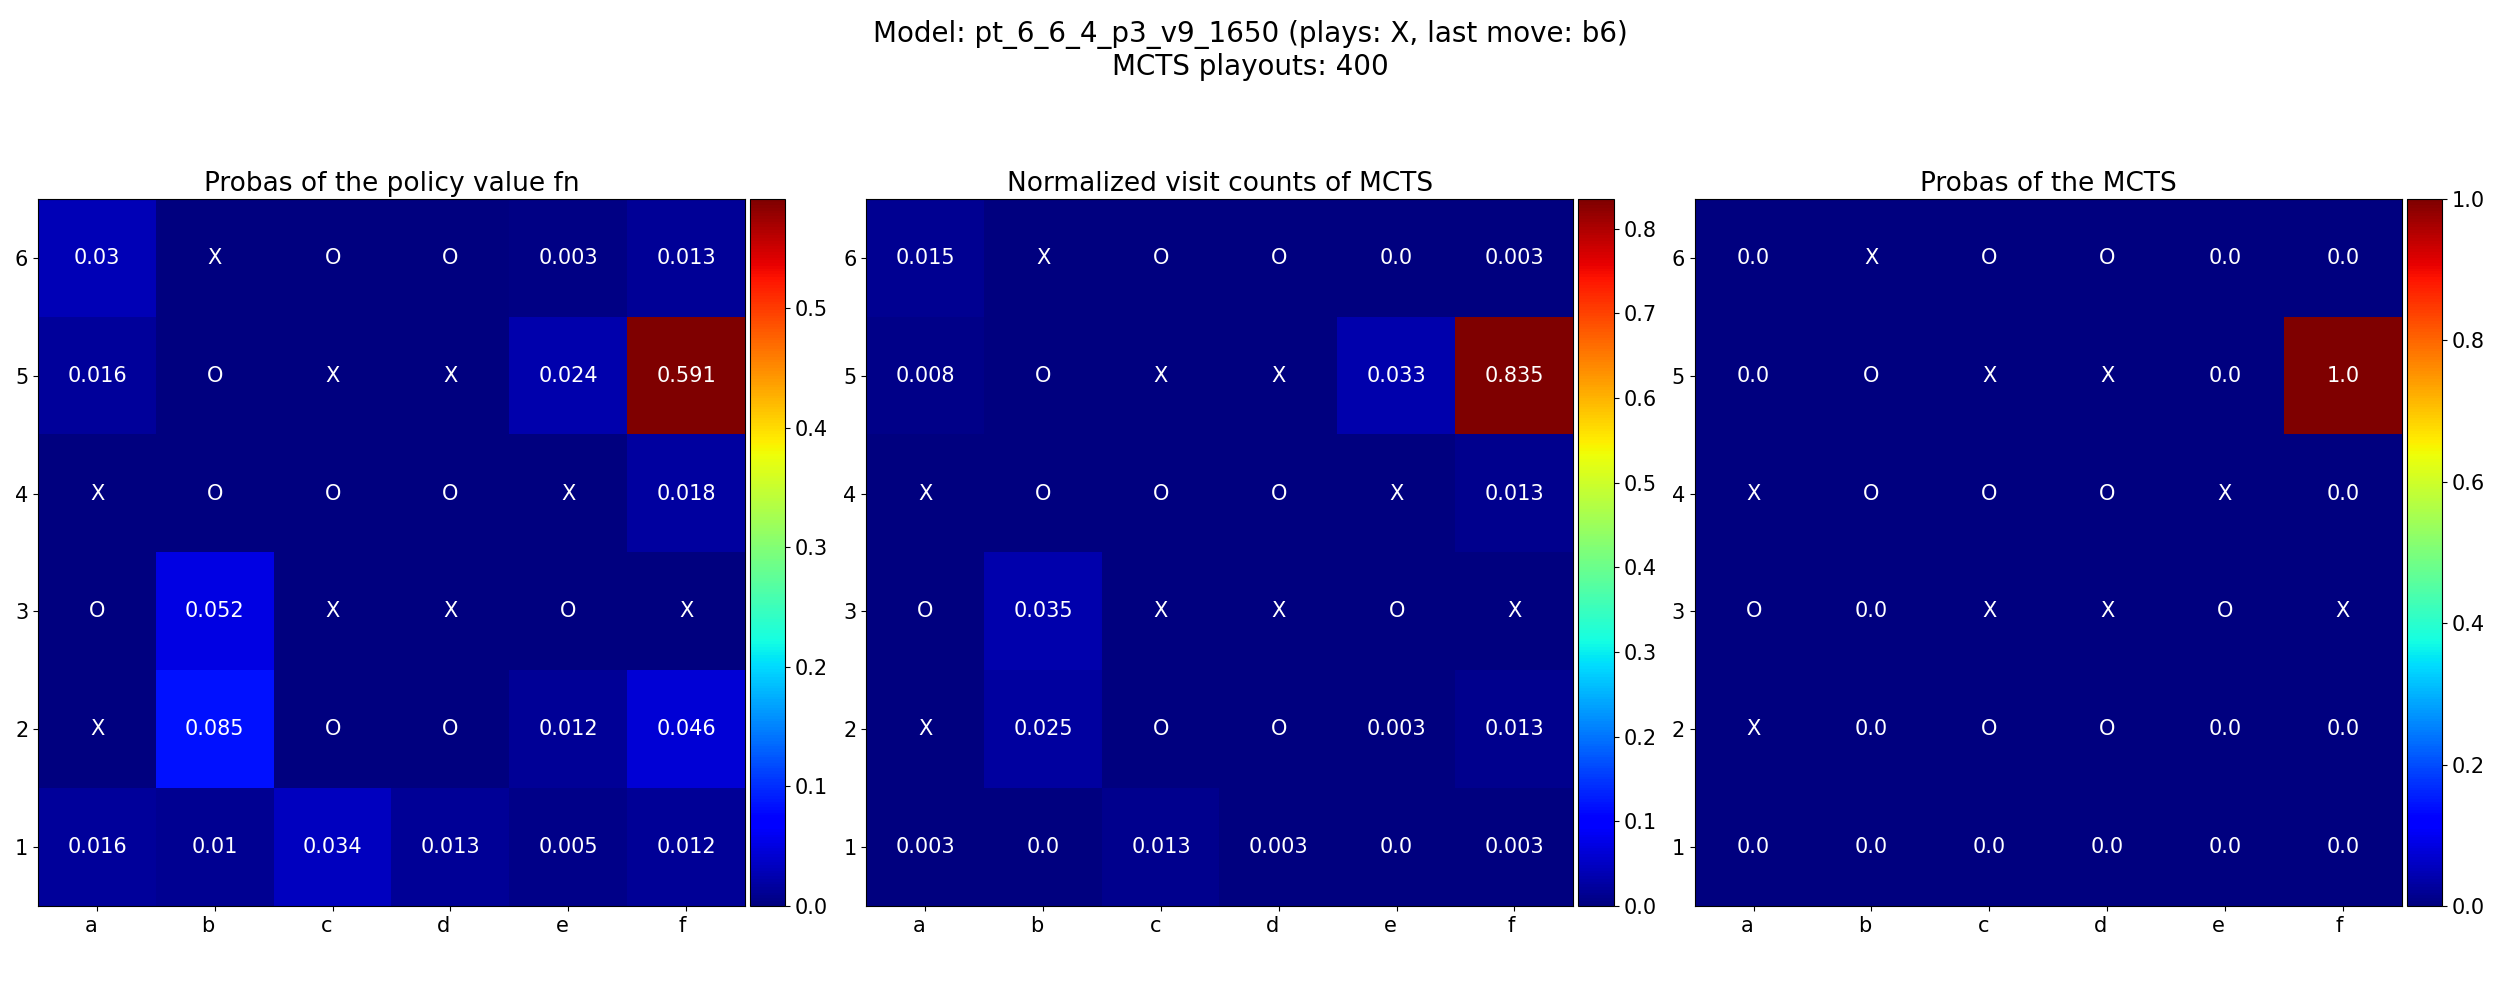 Model: pt_6_6_4_p3_v9_1650 (plays: X, last move: b6)
MCTS playouts: 400
Probas of the policy value fn
6 0.03 X O O 0.003 0.013
5 0.016 O X X 0.024 0.591
4 X O O O X 0.018
3 O 0.052 X X O X
2 X 0.085 O O 0.012 0.046
1 0.016 0.01 0.034 0.013 0.005 0.012
a b c d e f
0.5
0.4
0.3
0.2
0.1
0.0
Normalized visit counts of MCTS
6 0.015 X O O 0.0 0.003
5 0.008 O X X 0.033 0.835
4 X O O O X 0.013
3 O 0.035 X X O X
2 X 0.025 O O 0.003 0.013
1 0.003 0.0 0.013 0.003 0.0 0.003
a b c d e f
0.8
0.7
0.6
0.5
0.4
0.3
0.2
0.1
0.0
Probas of the MCTS
6 0.0 X O O 0.0 0.0
5 0.0 O X X 0.0 1.0
4 X O O O X 0.0
3 O 0.0 X X O X
2 X 0.0 O O 0.0 0.0
1 0.0 0.0 0.0 0.0 0.0 0.0
a b c d e f
1.0
0.8
0.6
0.4
0.2
0.0